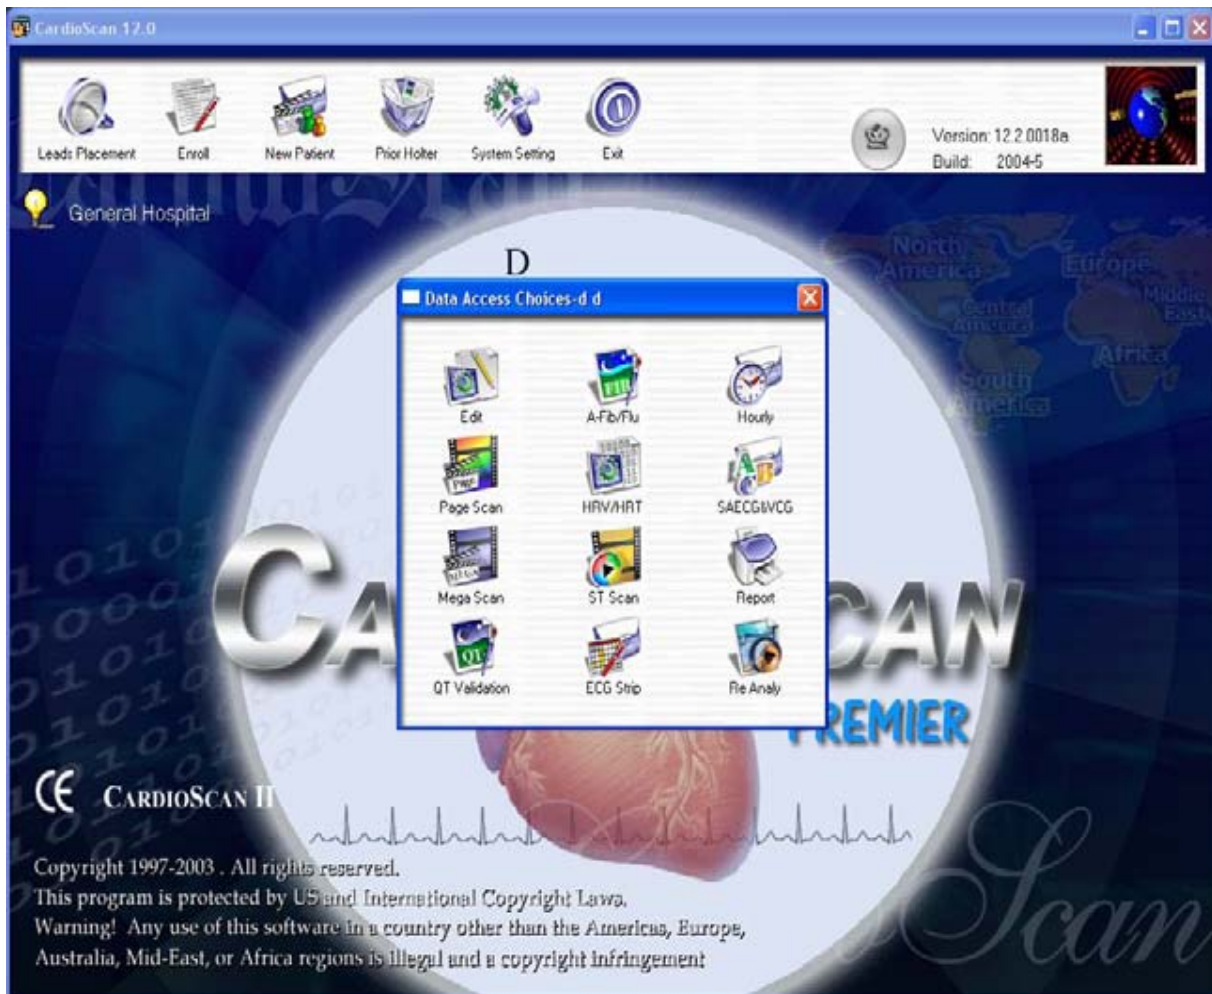 CardioScan 12.0
Leads Placement
Enroll
New Patient
Prior Holter
System Setting
Exit
Version: 12.2.0018a
Build: 2004-5
General Hospital
North
America
Europe
Central
America
Middle
East
Africa
South
America
D
Data Access Choices-d d
Edit
A-Fib/Flu
Hourly
Page Scan
HRV/HRT
SAECG&VCG
Mega Scan
ST Scan
Report
QT Validation
ECG Strip
Re Analy
PREMIER
CE CARDIOSCAN II
Copyright 1997-2003 . All rights reserved.
This program is protected by US and International Copyright Laws.
Warning! Any use of this software in a country other than the Americas, Europe,
Australia, Mid-East, or Africa regions is illegal and a copyright infringement
Scan